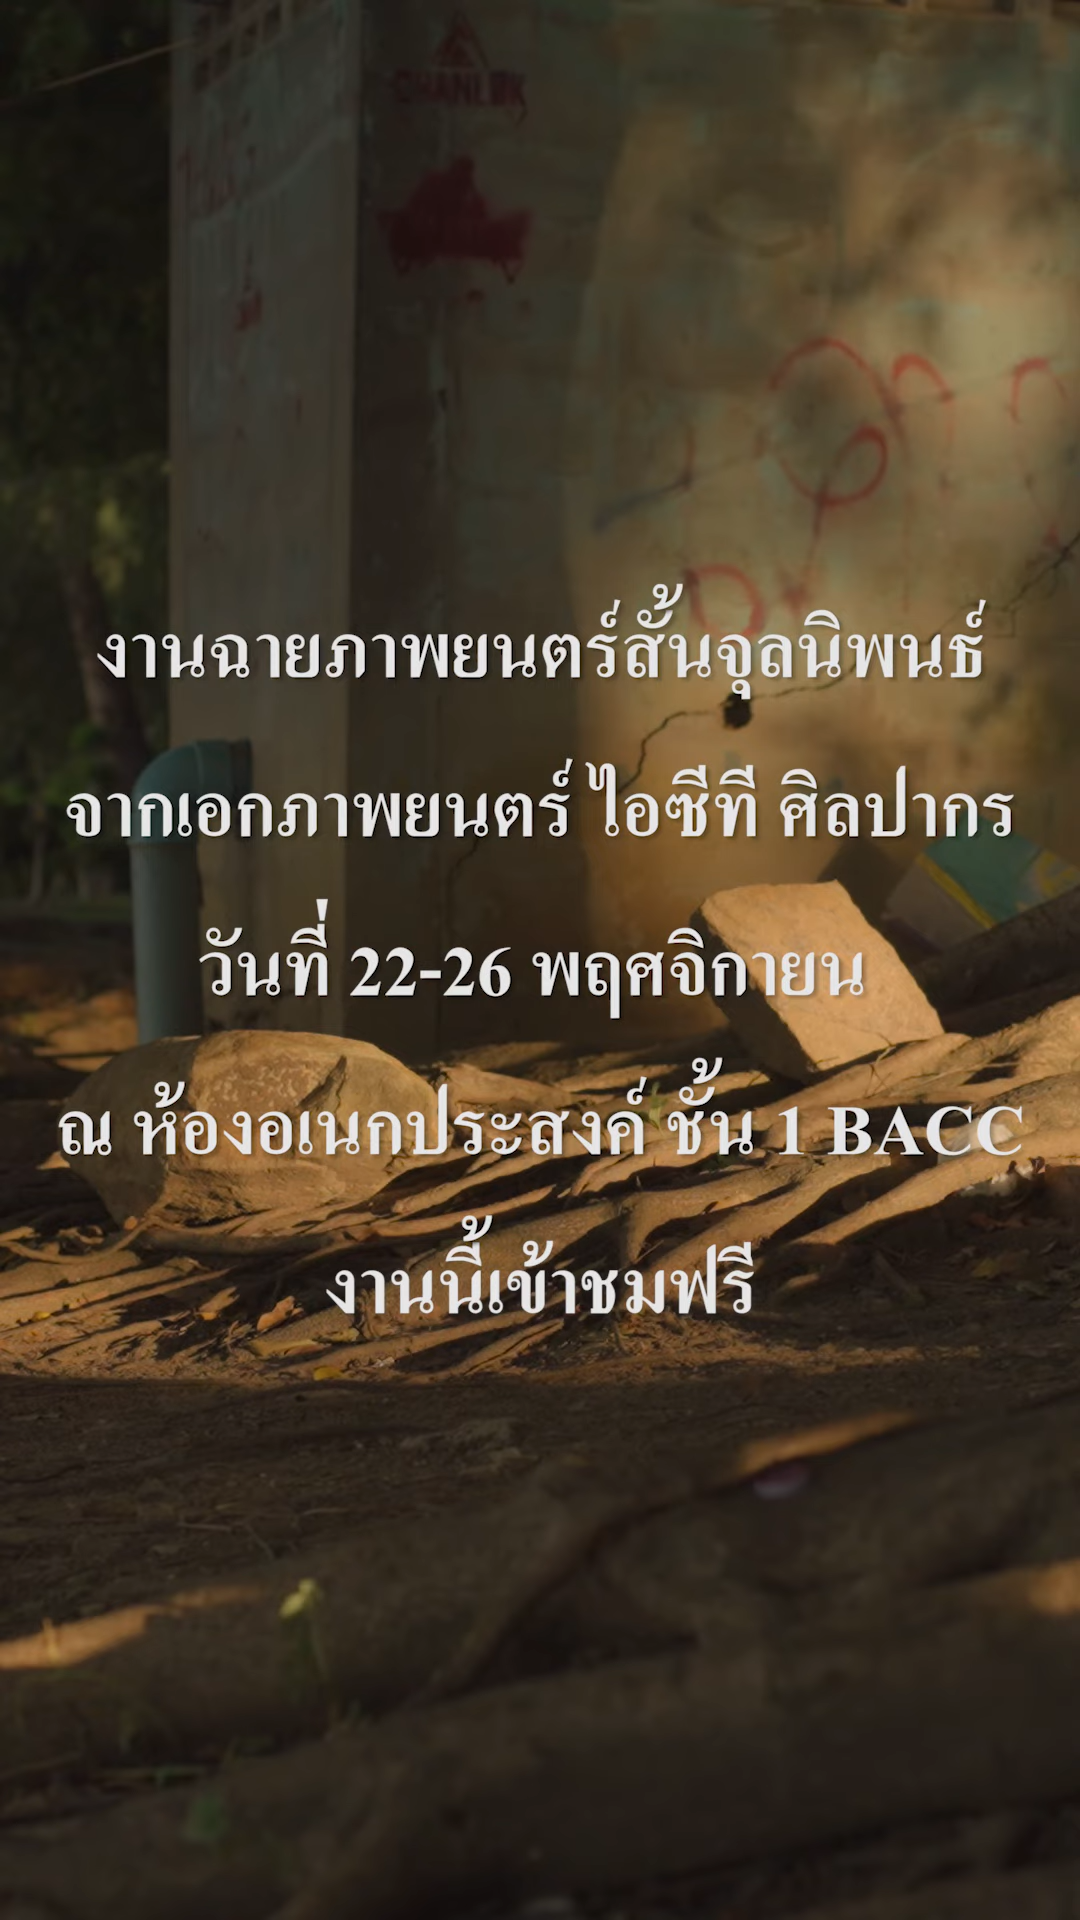 งานฉายภาพยนตร์สั้นจุลนิพนธ์
จากเอกภาพยนตร์ ไอซีที ศิลปากร
วันที่ 22-26 พฤศจิกายน
ณ ห้องอเนกประสงค์ ชั้น 1 BACC
งานนี้เข้าชมฟรี